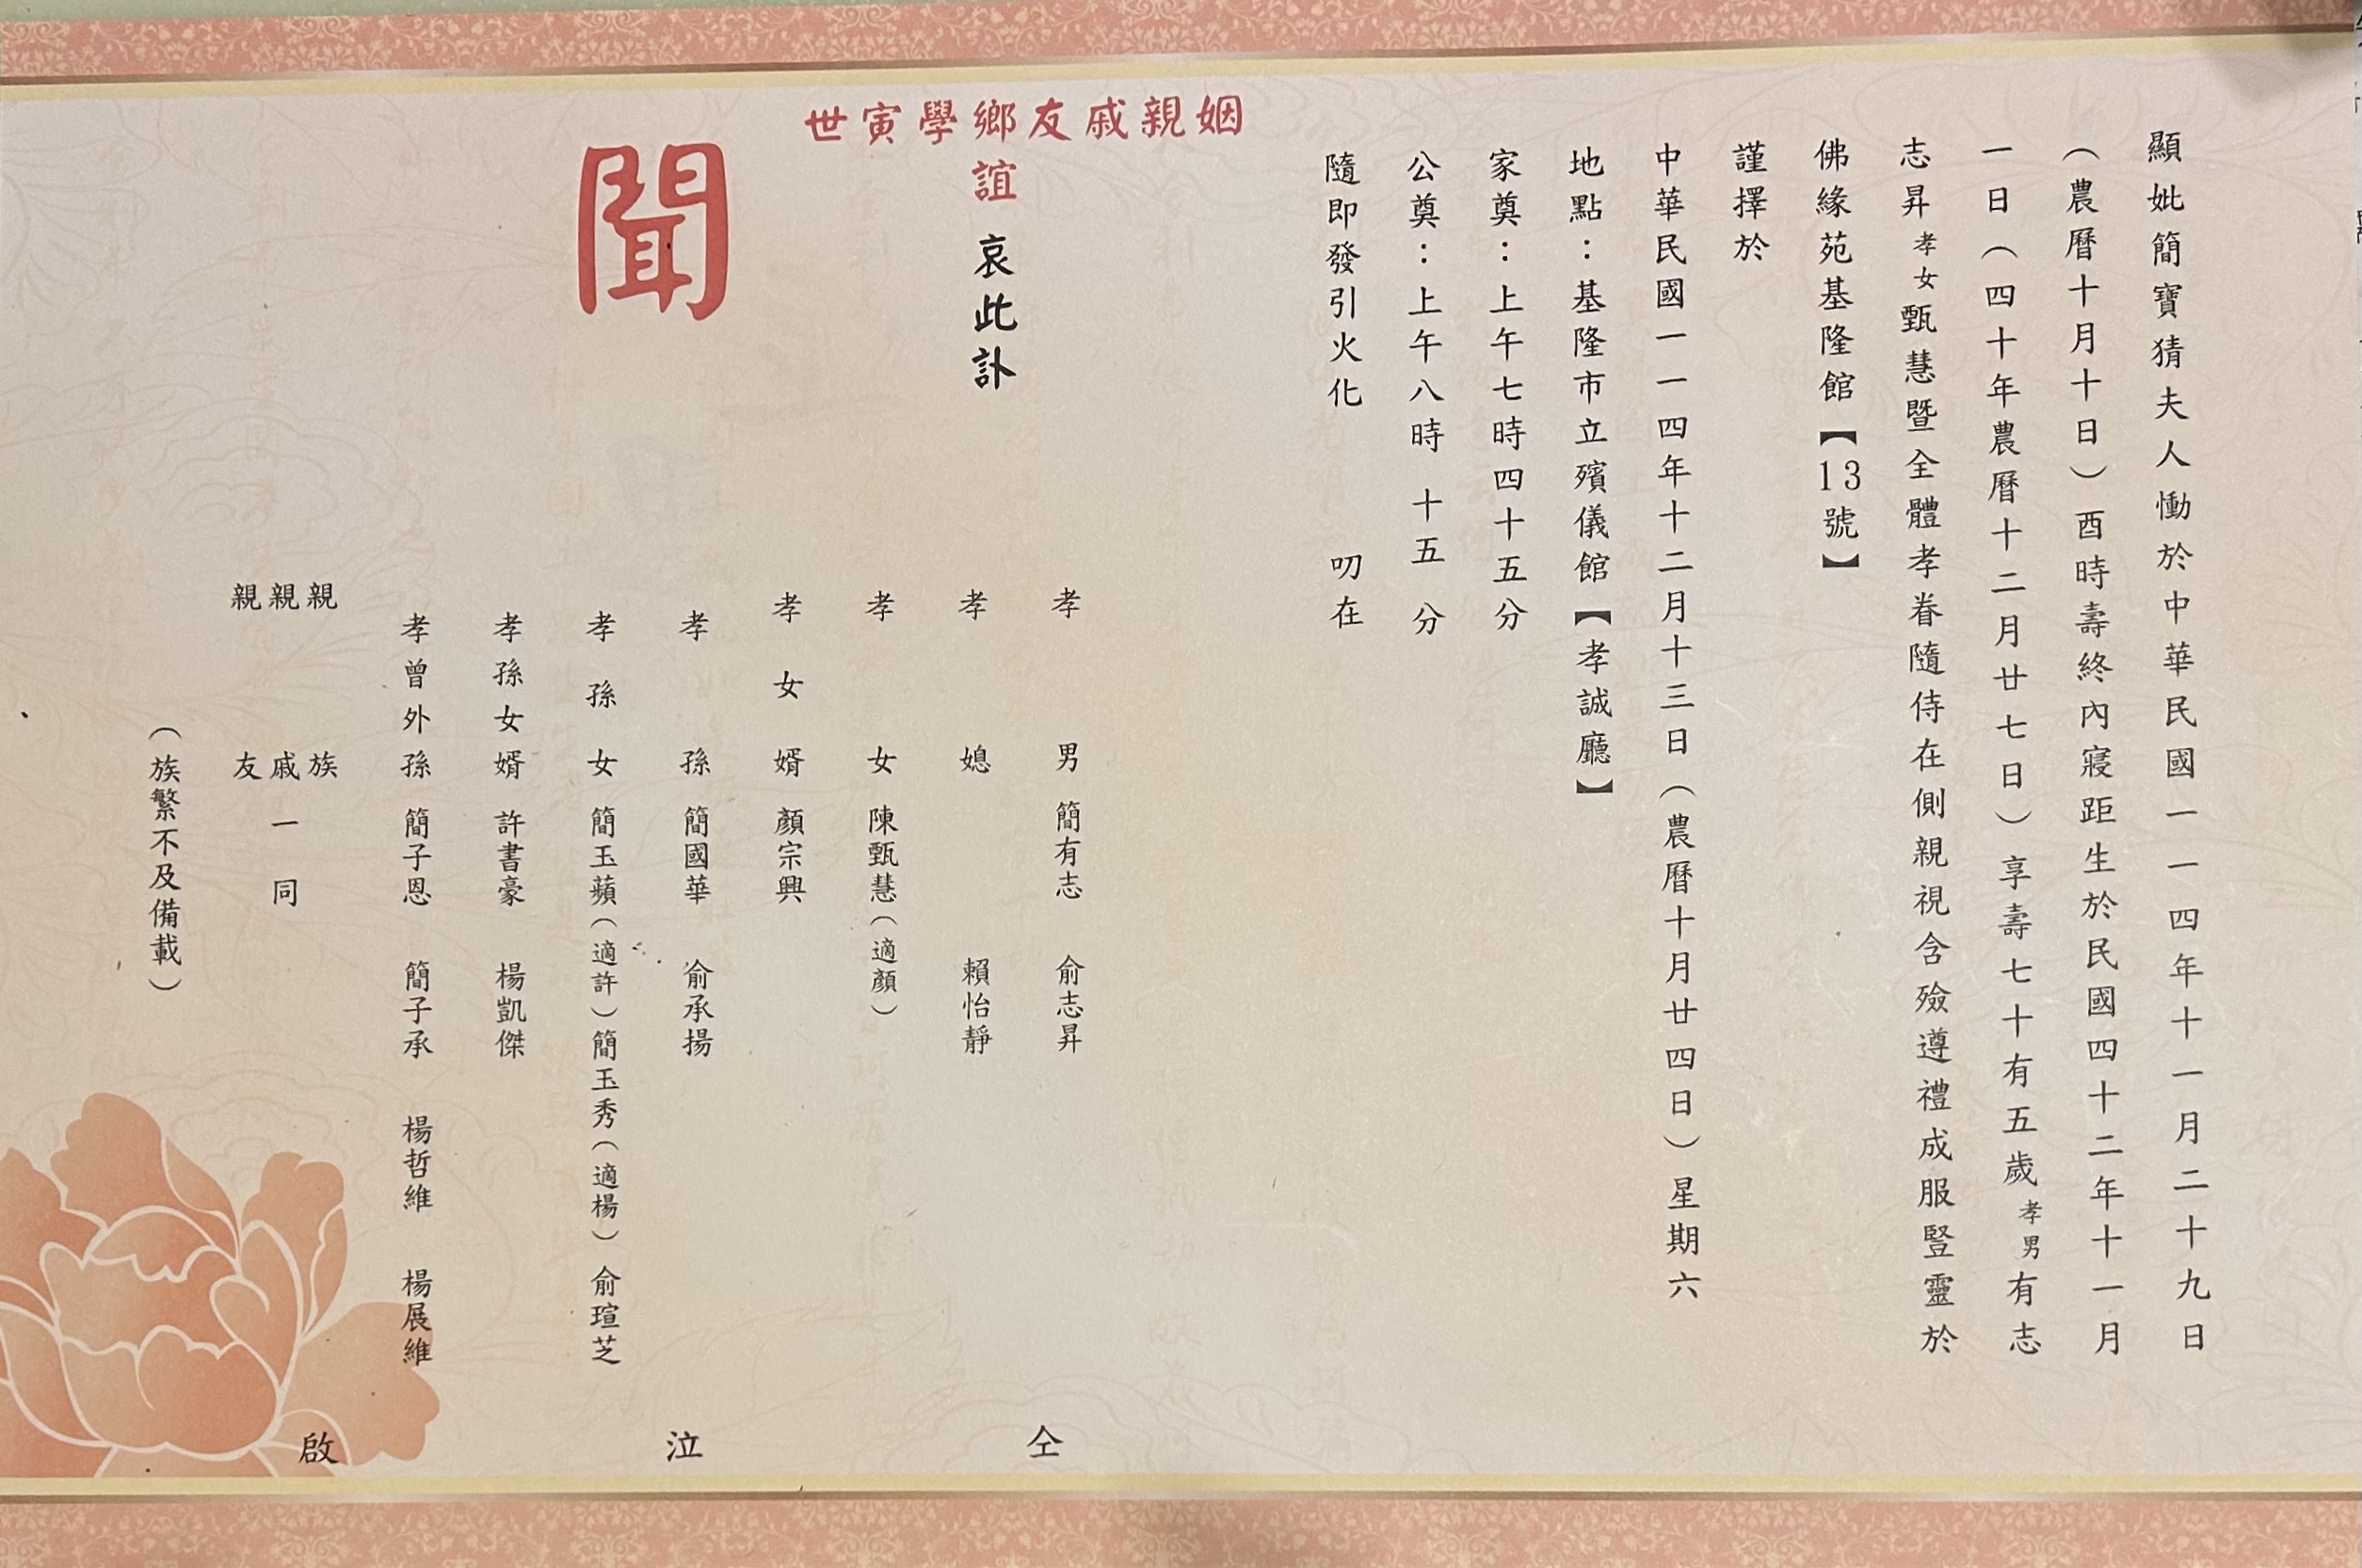 顯妣簡寶猜夫人慟於中華民國一一四年十一月二十九日
（農曆十月十日）酉時壽終內寢距生於民國四十二年十一月
一日（四十年農曆十二月廿七日）享壽七十有五歲孝男有志
志昇孝女甄慧暨全體孝眷隨侍在側親視含殮遵禮成服豎靈於
佛緣苑基隆館【13號】
謹擇於
中華民國一一四年十二月十三日（農曆十月廿四日）星期六
地點：基隆市立殯儀館【孝誠廳】
家奠：上午七時四十五分
公奠：上午八時 十五 分
隨即發引火化 叨在
姻親戚友鄉學寅世
誼 哀此訃
聞
孝男 簡有志 俞志昇
孝媳 賴怡靜
孝女 陳甄慧（適顏）
孝女婿 顏宗興
孝孫 簡國華 俞承揚
孝孫女 簡玉蘋（適許）簡玉秀（適楊）俞瑄芝
孝孫女婿 許書豪 楊凱傑
孝曾外孫 簡子恩 簡子承 楊哲維 楊展維
親族
親戚一同
親友
（族繁不及備載）
仝 泣 啟